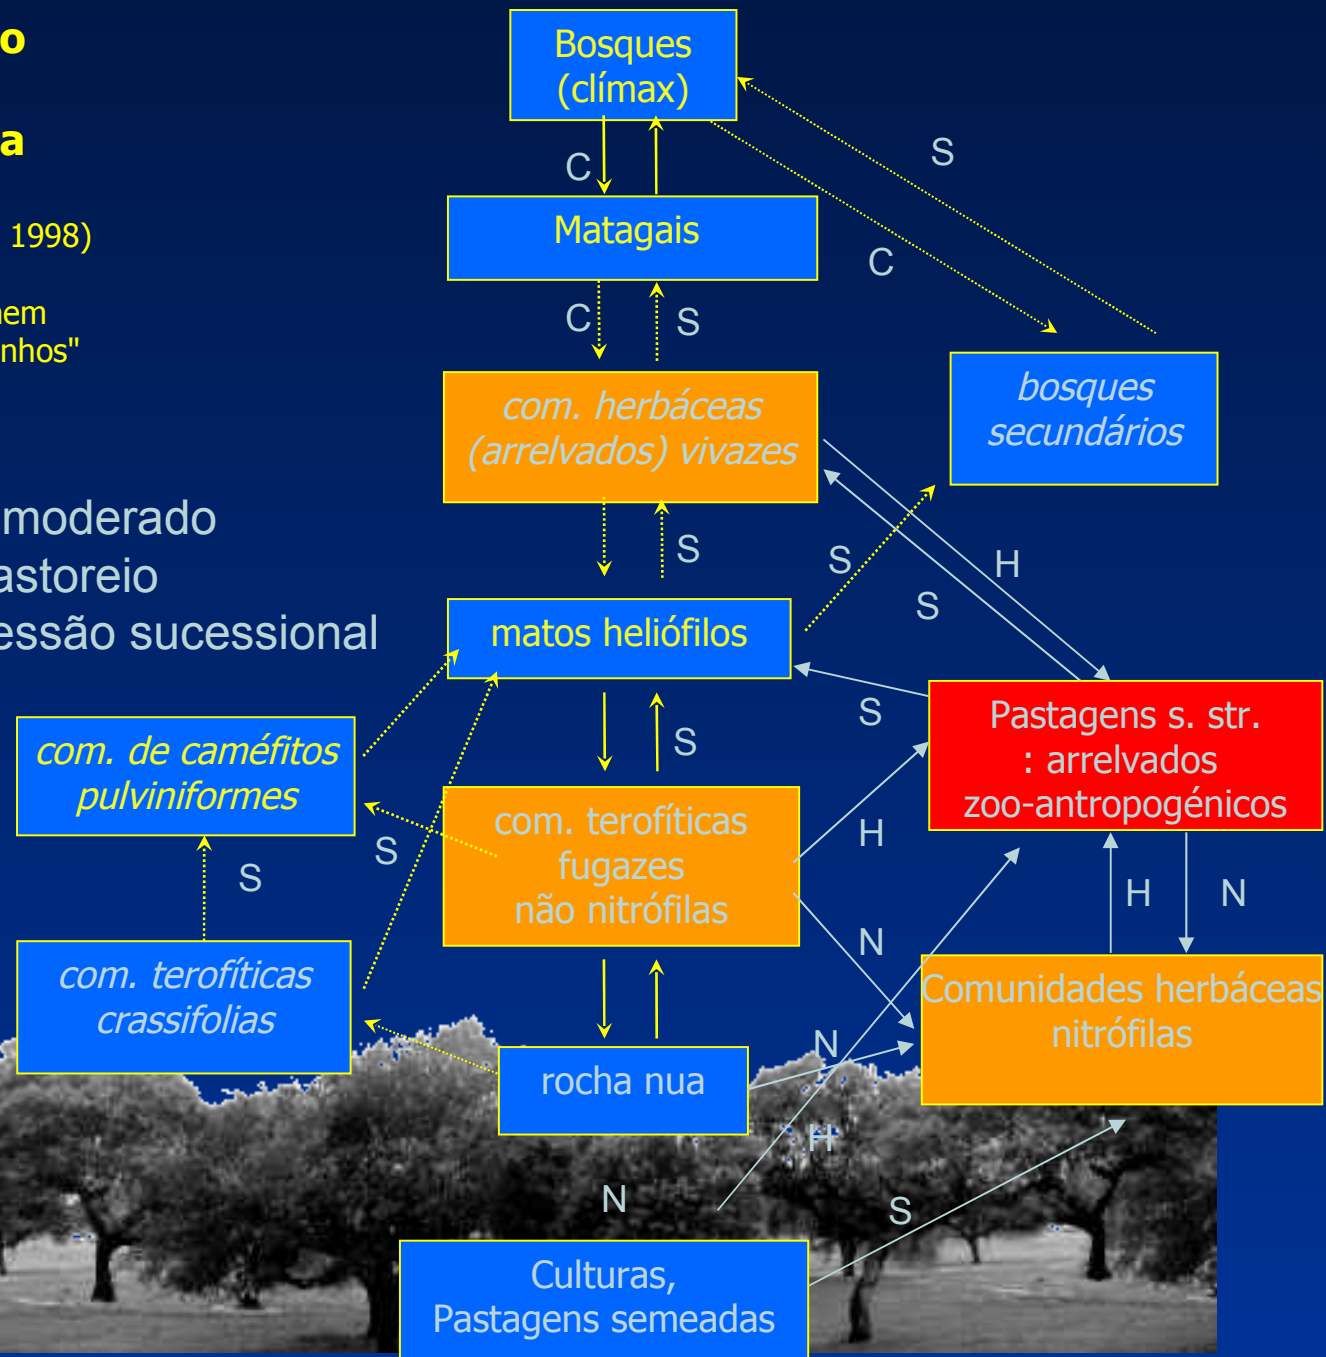 o
a
1998)
em
nhos"
moderado
astoreio
essão sucessional
Bosques
(clímax)
C
S
Matagais
C
C
S
com. herbáceas
(arrelvados) vivazes
bosques
secundários
S
S
H
S
matos heliófilos
S
S
Pastagens s. str.
: arrelvados
zoo-antropogénicos
com. de caméfitos
pulviniformes
com. terofíticas
fugazes
não nitrófilas
S
S
H
H
N
N
com. terofíticas
crassifolias
Comunidades herbáceas
nitrófilas
rocha nua
N
H
N
S
Culturas,
Pastagens semeadas